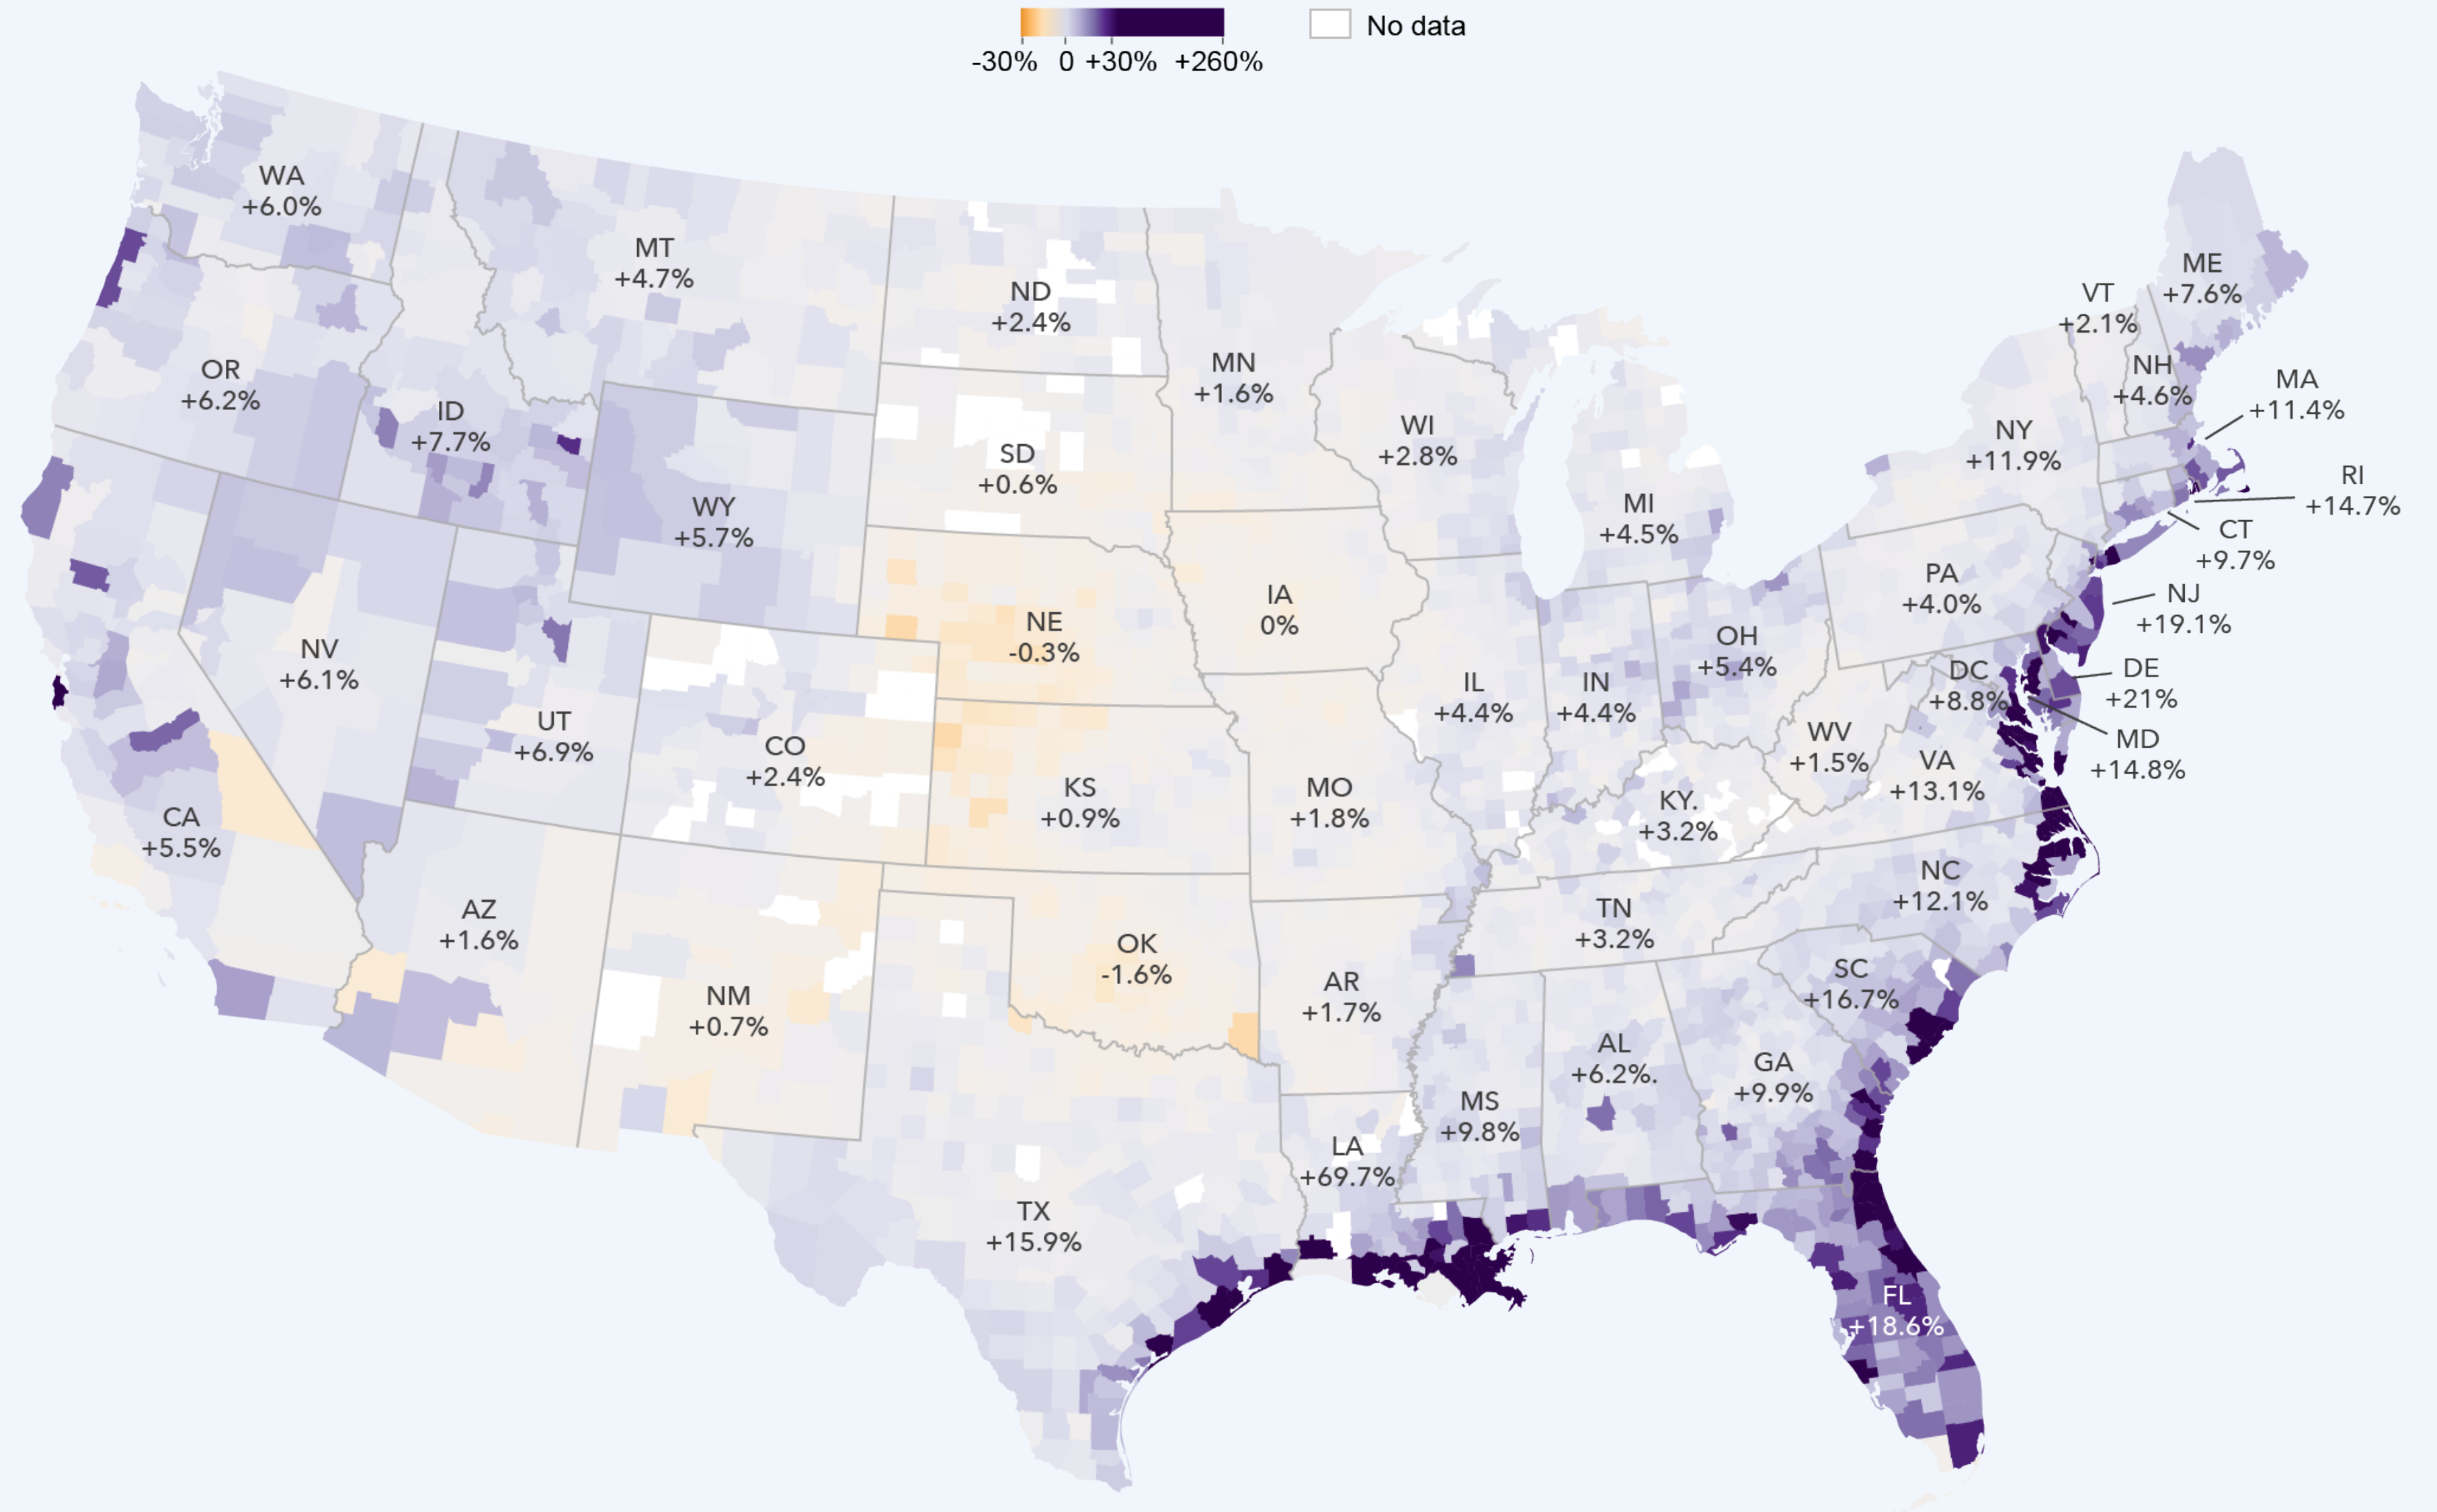 No data
-30% 0 +30% +260%
WA
+6.0%
MT
+4.7%
ND
+2.4%
MN
+1.6%
VT
+2.1%
ME
+7.6%
NH
+4.6%
MA
+11.4%
OR
+6.2%
ID
+7.7%
WY
+5.7%
SD
+0.6%
WI
+2.8%
MI
+4.5%
NY
+11.9%
RI
+14.7%
CT
+9.7%
NV
+6.1%
UT
+6.9%
NE
-0.3%
IA
0%
IL
+4.4%
IN
+4.4%
OH
+5.4%
PA
+4.0%
NJ
+19.1%
DE
+21%
DC
+8.8%
MD
+14.8%
CA
+5.5%
CO
+2.4%
KS
+0.9%
MO
+1.8%
KY.
+3.2%
WV
+1.5%
VA
+13.1%
AZ
+1.6%
NM
+0.7%
OK
-1.6%
AR
+1.7%
TN
+3.2%
NC
+12.1%
SC
+16.7%
TX
+15.9%
LA
+69.7%
MS
+9.8%
AL
+6.2%.
GA
+9.9%
FL
+18.6%